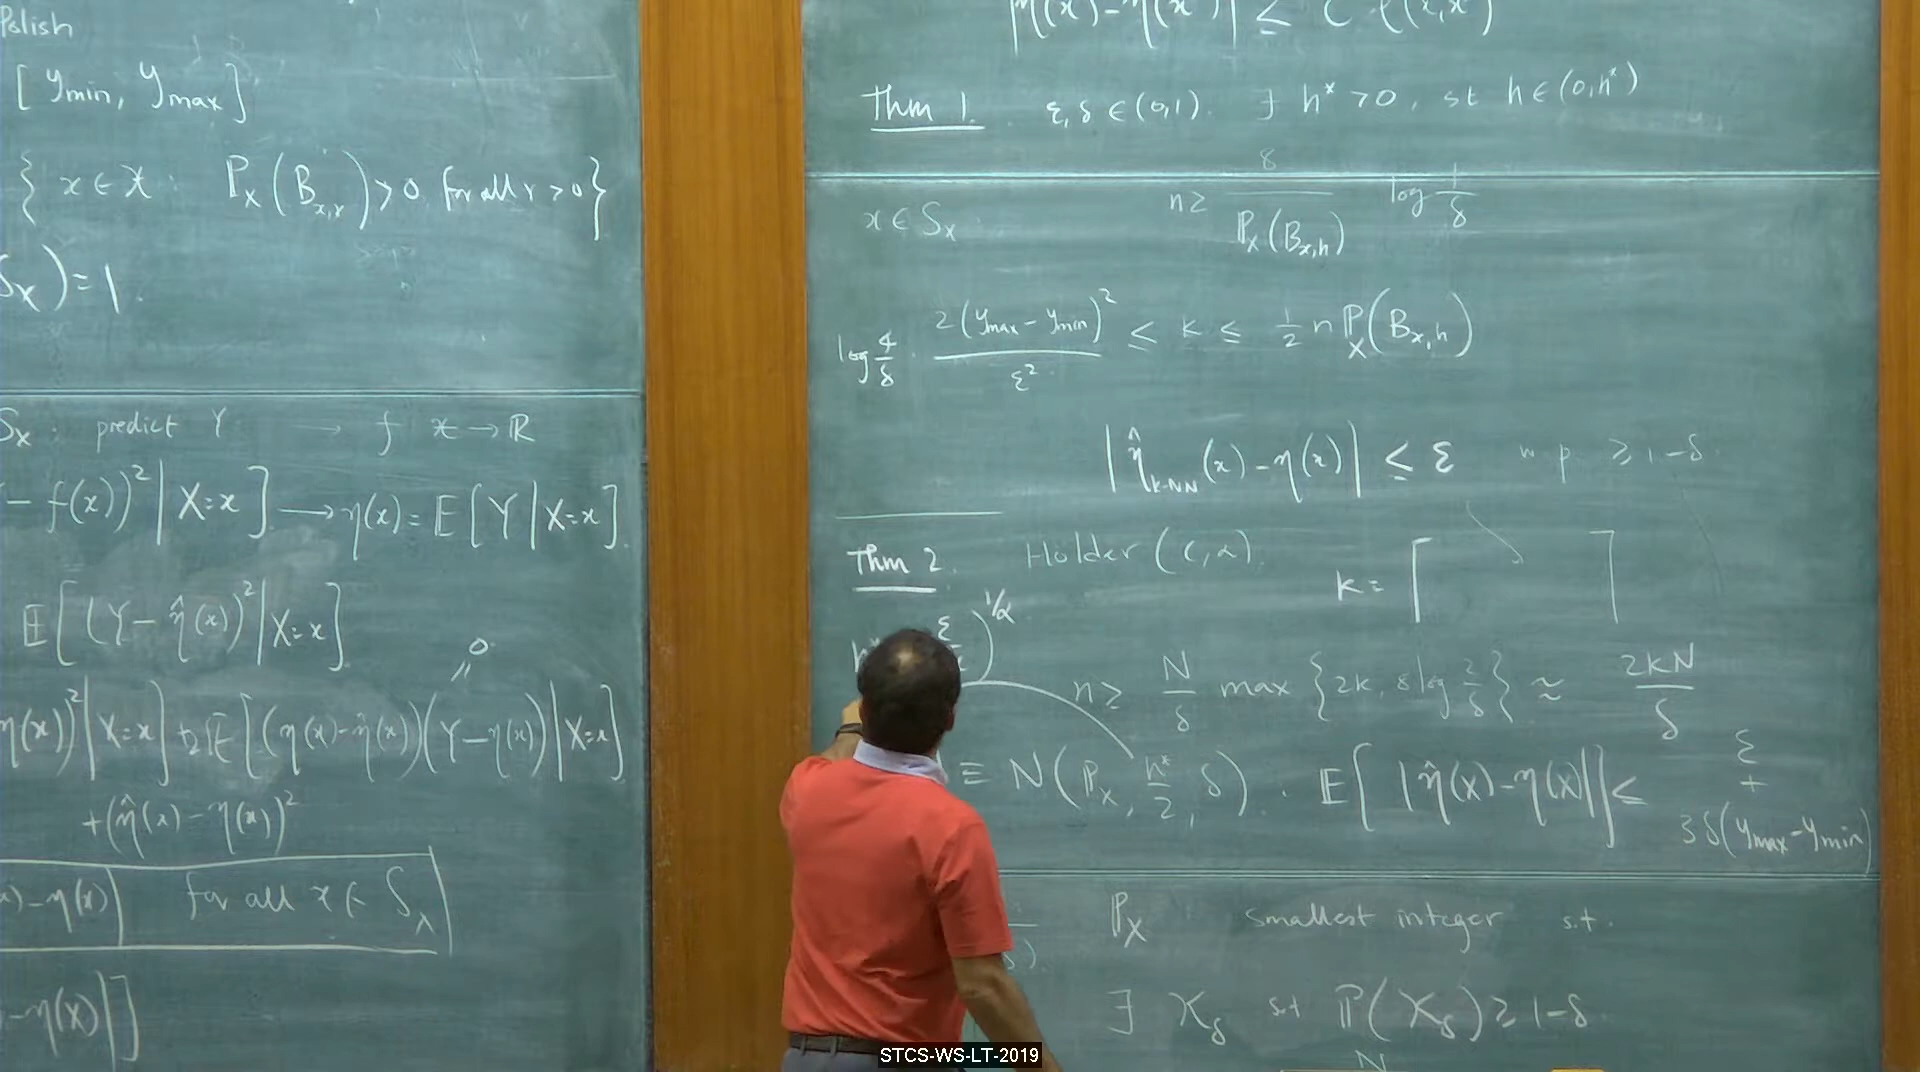 Polish
[ y_min, y_max ]
{ x ∈ X : P_X ( B_{x,r} ) > 0 for all r > 0 }
S_X ) = 1 .
S_X : predict Y → f X → ℝ
- f(x))² | X=x ] → η(x) = E [ Y | X=x ] .
E [ (Y - η̂(x))² | X=x ]
0
η(x))² | X=x ] + 2E [ (η(x) - η̂(x)) (Y - η(x)) | X=x ]
+ (η̂(x) - η(x))²
) - η(x) | for all x ∈ S_X
- η(X) | ]
|η(x) - η(x')| ≤ C · ρ(x,x')
Thm 1. ε, δ ∈ (0,1). ∃ h* > 0, st h ∈ (0, h*)
x ∈ S_X . n ≥ 8 / P_X (B_{x,h}) log 1/δ
log 4/δ · 2 (y_max - y_min)² / ε² ≤ k ≤ 1/2 n P_X (B_{x,h})
| η̂_{k-NN} (x) - η(x) | ≤ ε w p ≥ 1-δ.
Thm 2. Holder (C, α). k = ⌈ ⌉
ε ) 1/α
n ≥ N/δ max { 2k, 8 log 2/δ } ≈ 2kN/δ
≡ N ( P_X, h*/2, δ ) . E [ |η̂(X) - η(X)| ] ≤ ε + 3δ(y_max - y_min)
P_X smallest integer s.t.
∃ X_δ s.t P( X_δ ) ≥ 1-δ
N
STCS-WS-LT-2019